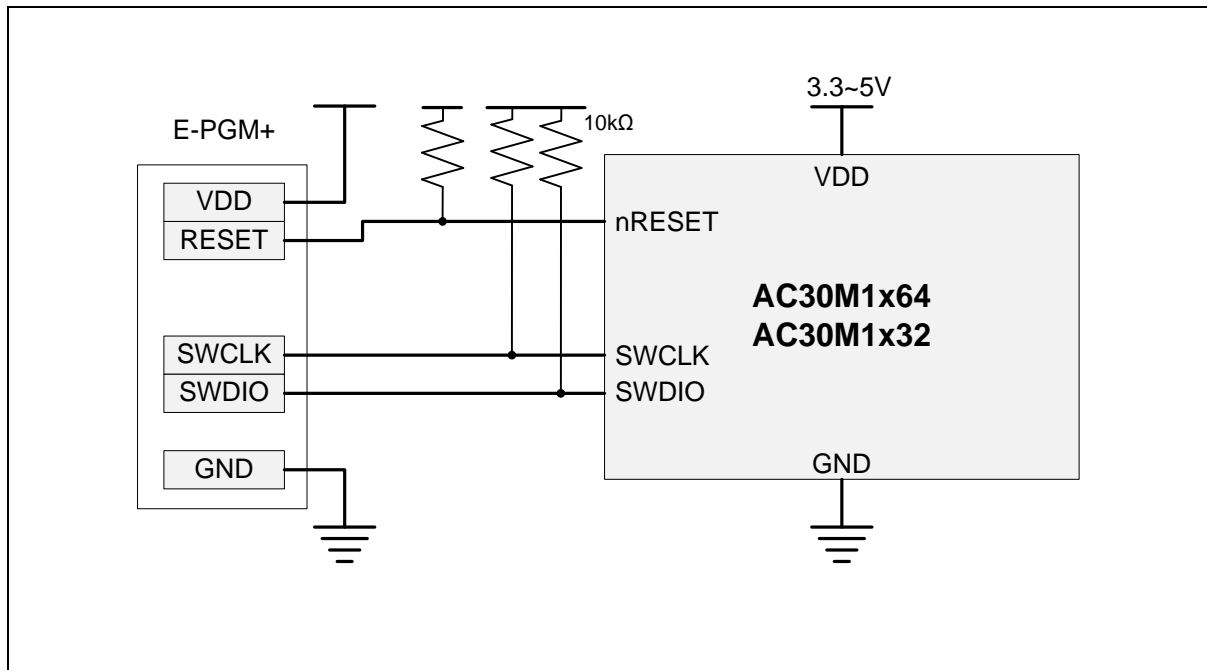 3.3~5V
E-PGM+
10kΩ
VDD
VDD
RESET
nRESET
AC30M1x64
AC30M1x32
SWCLK
SWCLK
SWDIO
SWDIO
GND
GND